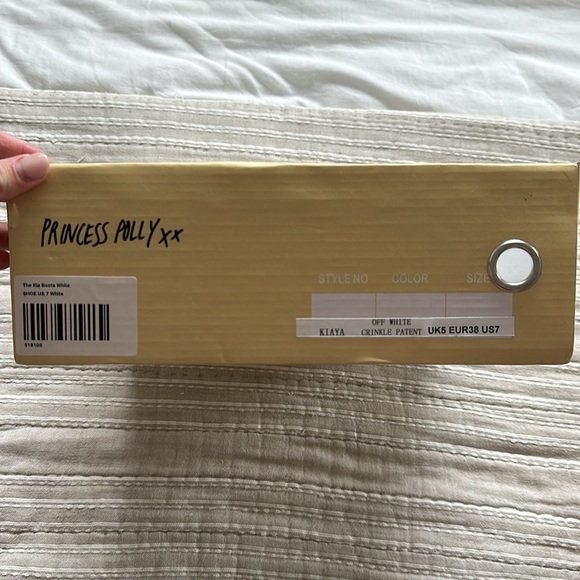 PRINCESS POLLY xx
The Kip Boots White
SHOE US 7 White
STYLE NO COLOR SIZE
OFF WHITE
KIAYA CRINKLE PATENT UK5 EUR38 US7